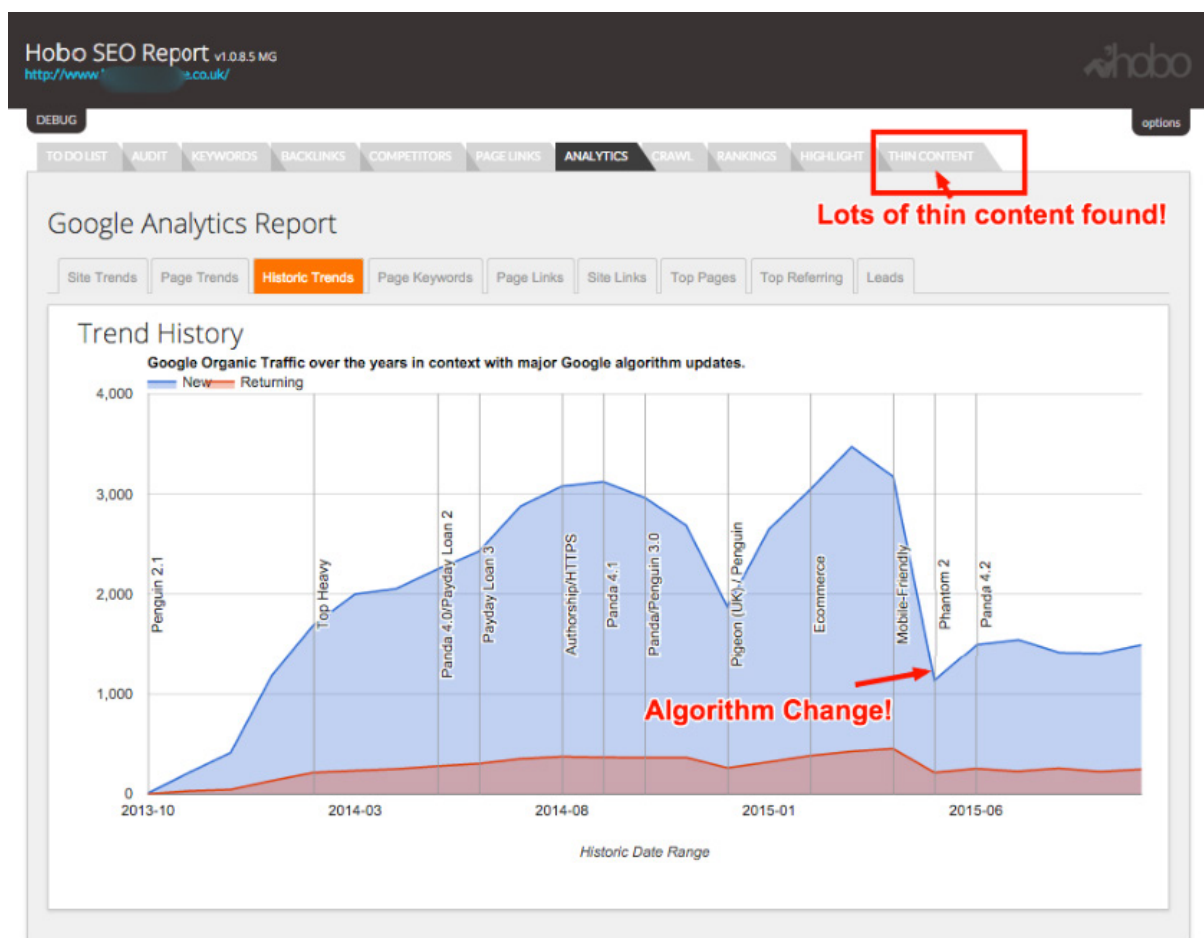 Hobo SEO Report v1.0.8.5 MG
http://www. e.co.uk/
hobo
DEBUG
options
TO DO LIST AUDIT KEYWORDS BACKLINKS COMPETITORS PAGE LINKS ANALYTICS CRAWL RANKINGS HIGHLIGHT THIN CONTENT
Lots of thin content found!
Google Analytics Report
Site Trends Page Trends Historic Trends Page Keywords Page Links Site Links Top Pages Top Referring Leads
Trend History
Google Organic Traffic over the years in context with major Google algorithm updates.
New Returning
4,000
3,000
2,000
1,000
0
Penguin 2.1
Top Heavy
Panda 4.0/Payday Loan 2
Payday Loan 3
Authorship/HTTPS
Panda 4.1
Panda/Penguin 3.0
Pigeon (UK) / Penguin
Ecommerce
Mobile-Friendly
Phantom 2
Panda 4.2
Algorithm Change!
2013-10 2014-03 2014-08 2015-01 2015-06
Historic Date Range